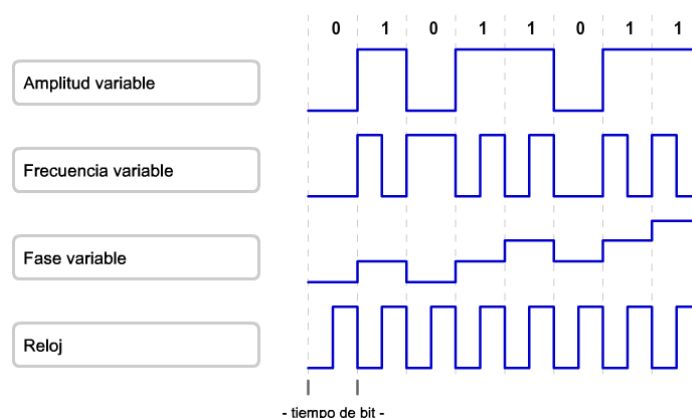 0 1 0 1 1 0 1 1
Amplitud variable
Frecuencia variable
Fase variable
Reloj
- tiempo de bit -